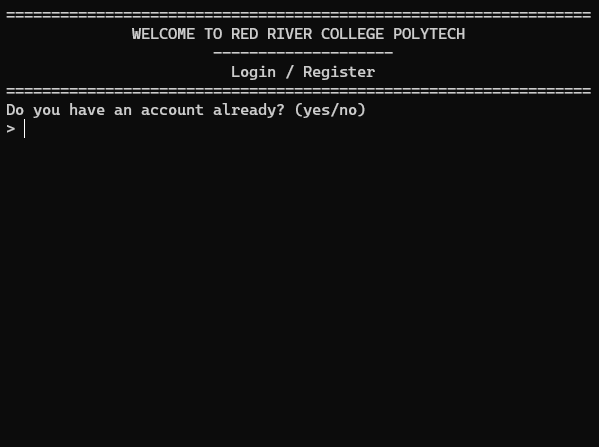 =================================================================
WELCOME TO RED RIVER COLLEGE POLYTECH
--------------------
Login / Register
=================================================================
Do you have an account already? (yes/no)
>